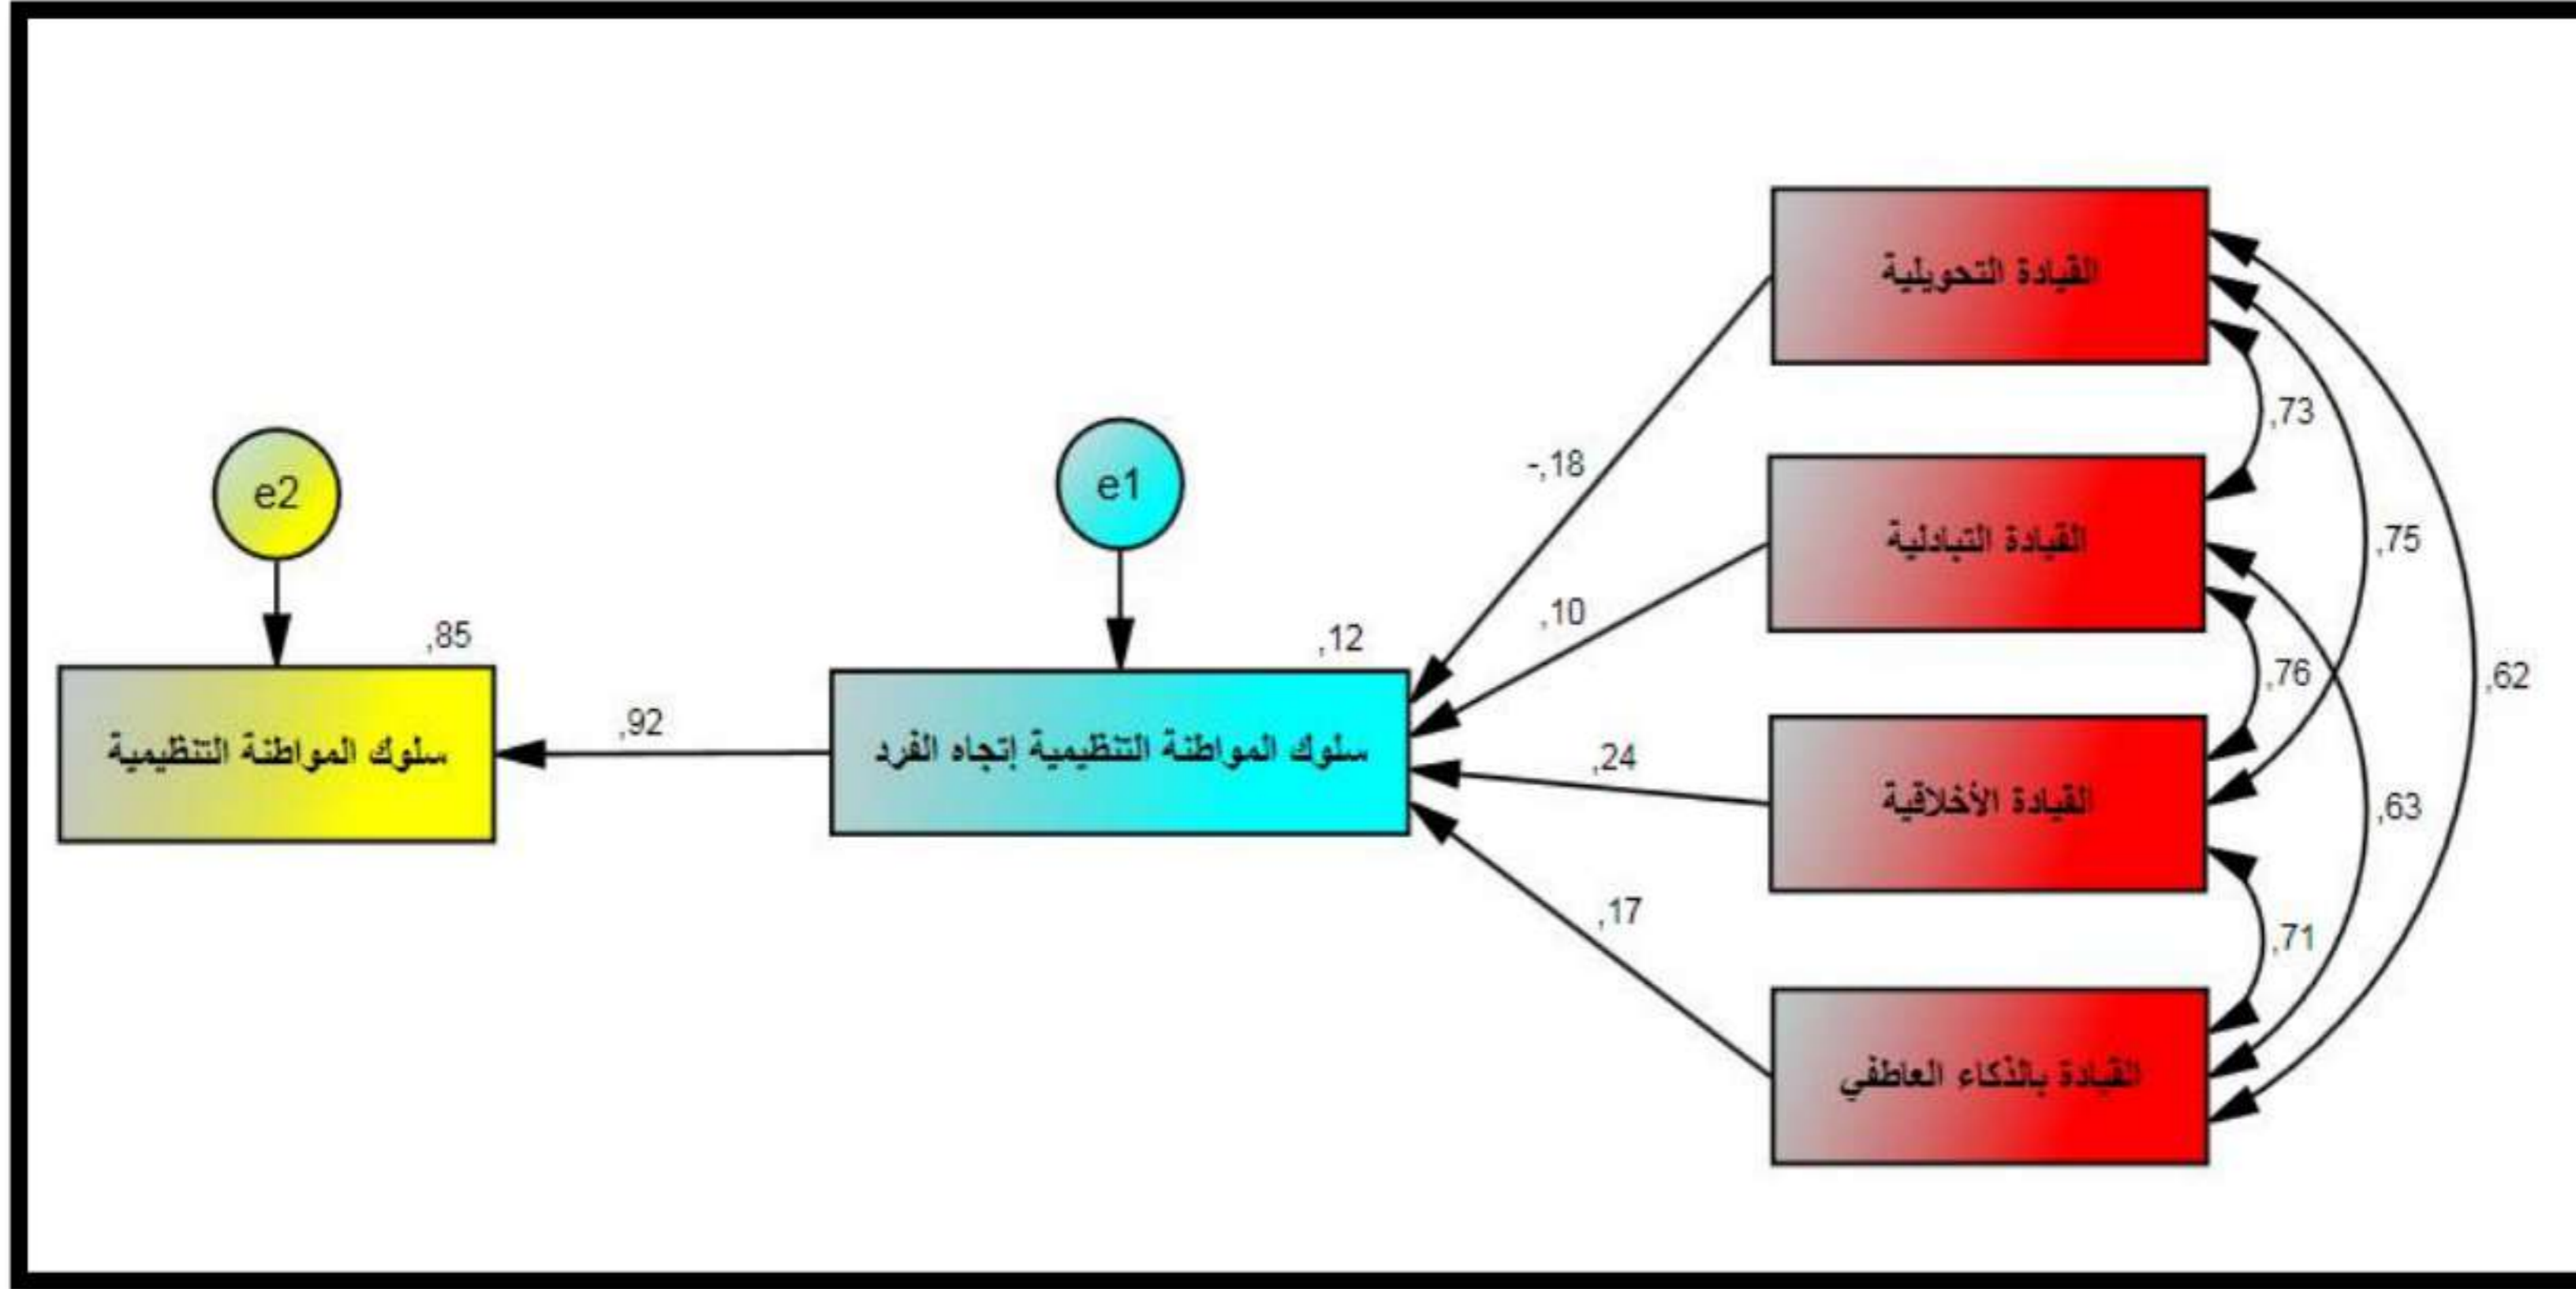 القيادة التحويلية
,73
-,18
e2
e1
القيادة التبادلية
,75
,10
,85
,12
,76
,62
,92
سلوك المواطنة التنظيمية
سلوك المواطنة التنظيمية إتجاه الفرد
,24
القيادة الأخلاقية
,63
,17
,71
القيادة بالذكاء العاطفي